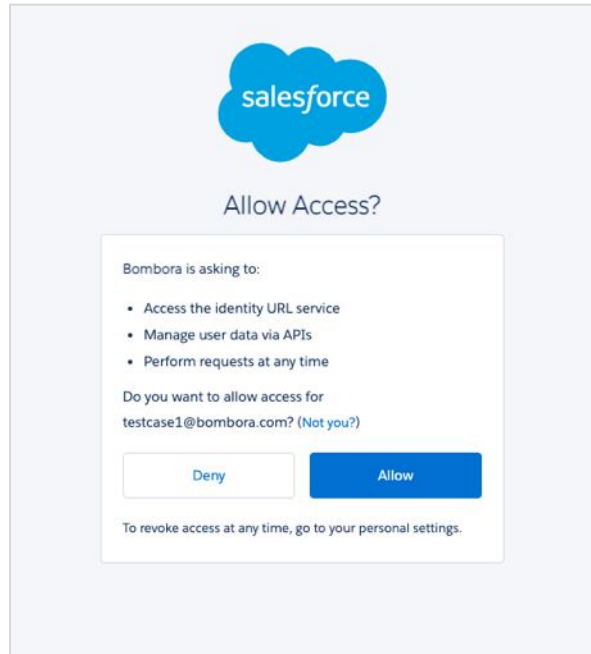 salesforce
Allow Access?
Bombora is asking to:
• Access the identity URL service
• Manage user data via APIs
• Perform requests at any time
Do you want to allow access for
testcase1@bombora.com? (Not you?)
Deny
Allow
To revoke access at any time, go to your personal settings.